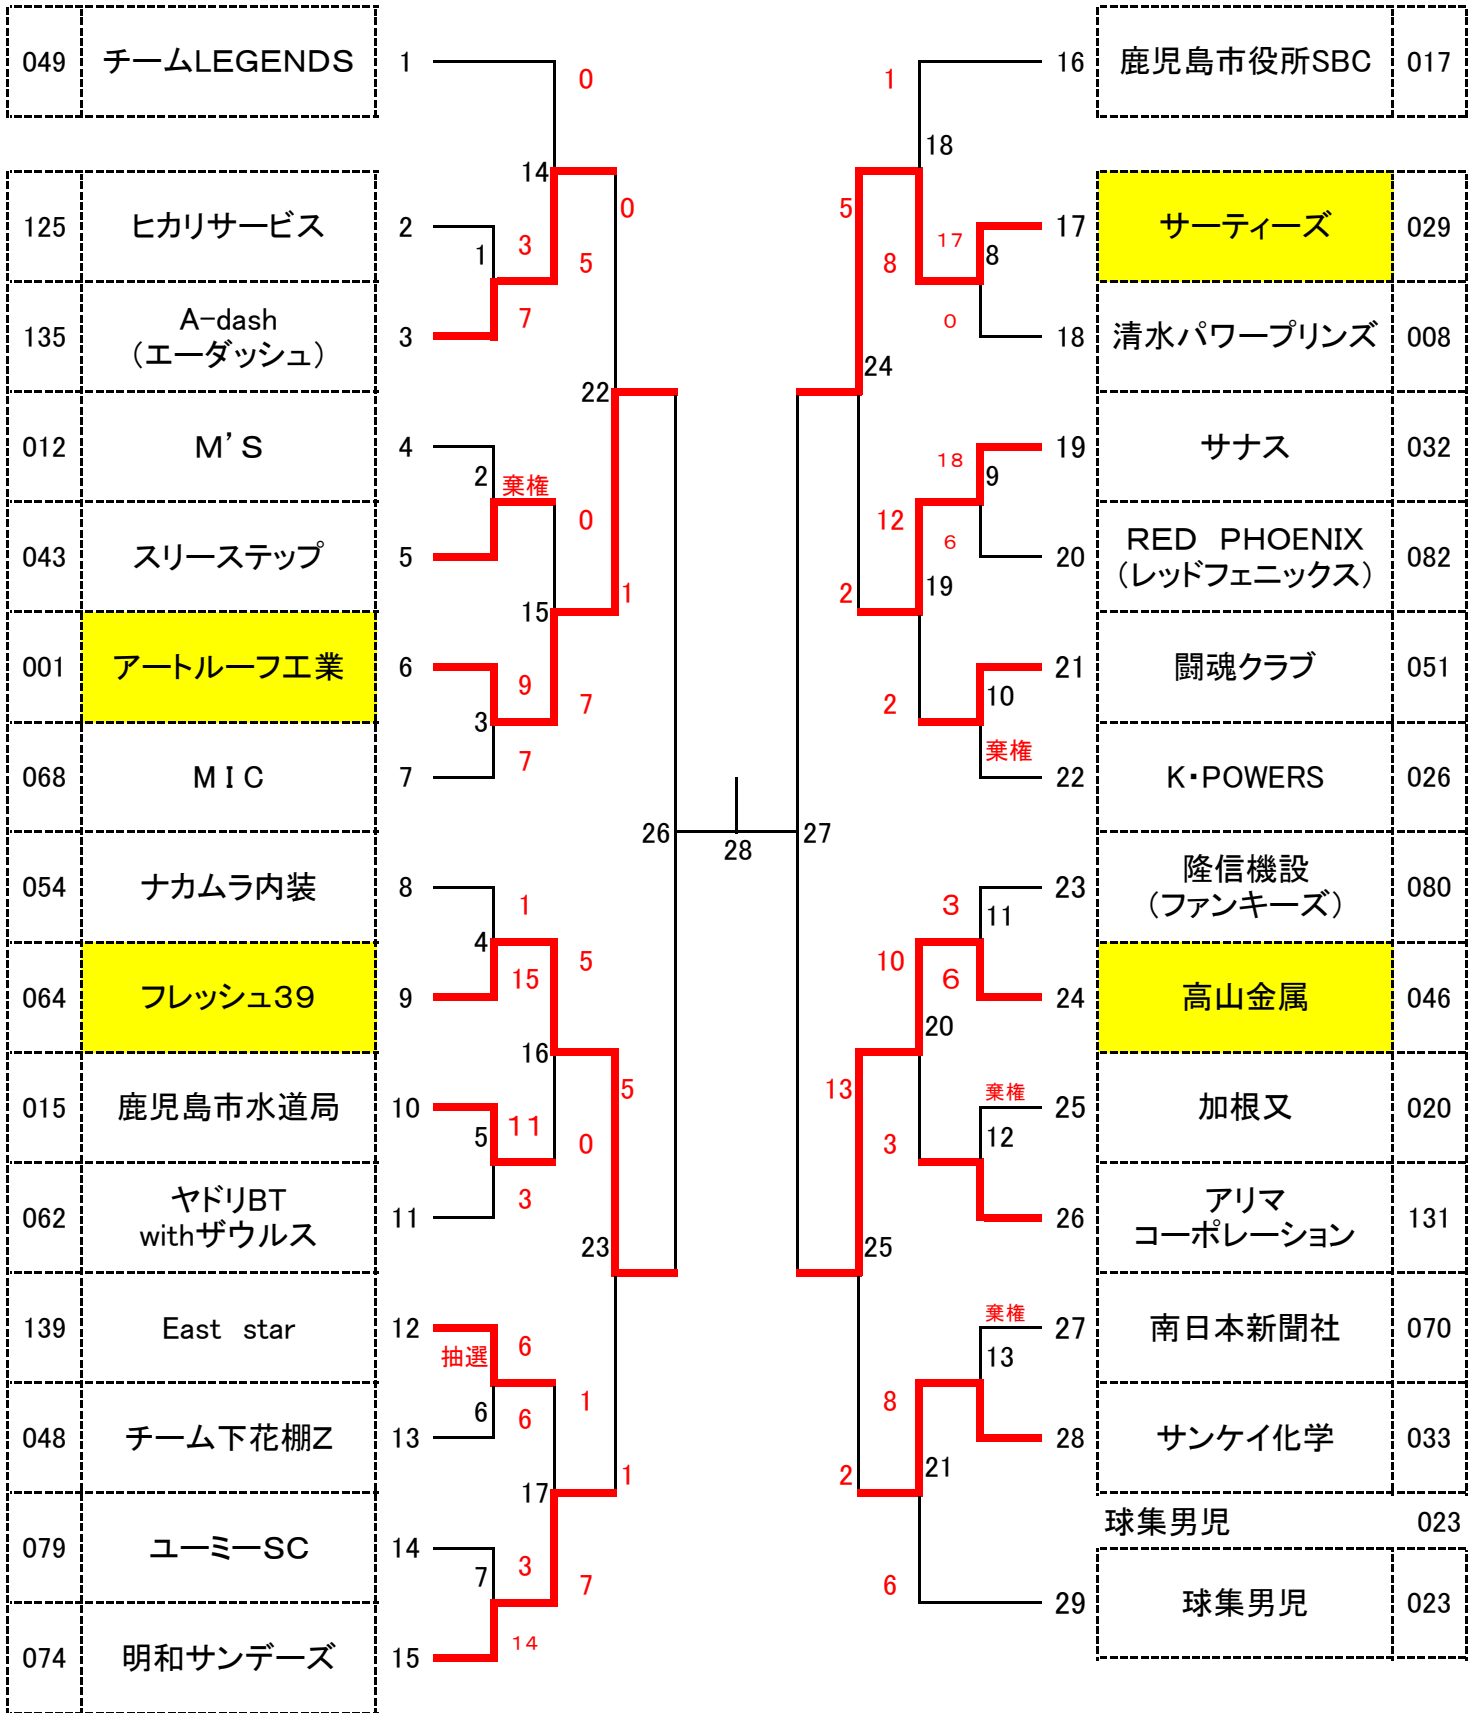 049 チームLEGENDS 1
0
14
125 ヒカリサービス 2
1
3
0
5
7
135 A-dash
（エーダッシュ） 3
22
012 M'S 4
2
棄権
0
043 スリーステップ 5
1
15
001 アートルーフ工業 6
9
7
3
7
068 MIC 7
26
28
27
054 ナカムラ内装 8
1
4
5
15
064 フレッシュ39 9
16
5
015 鹿児島市水道局 10
5
11
0
3
062 ヤドリBT
withザウルス 11
23
139 East star 12
抽選
6
6
6
1
048 チーム下花棚Z 13
1
17
079 ユーミーSC 14
7
3
7
14
074 明和サンデーズ 15
1
16 鹿児島市役所SBC 017
18
5
17
8
8
0
17 サーティーズ 029
18 清水パワープリンズ 008
24
18
9
12
6
19 サナス 032
20 RED PHOENIX
（レッドフェニックス） 082
2
19
2
10
棄権
21 闘魂クラブ 051
22 K・POWERS 026
3
11
10
6
23 隆信機設
（ファンキーズ） 080
24 高山金属 046
20
13
棄権
12
3
25 加根又 020
26 アリマ
コーポレーション 131
25
棄権
13
8
27 南日本新聞社 070
28 サンケイ化学 033
2
21
球集男児 023
6
29 球集男児 023